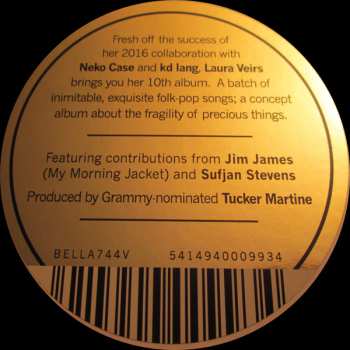 Fresh off the success of
her 2016 collaboration with
Neko Case and kd lang, Laura Veirs
brings you her 10th album. A batch of
inimitable, exquisite folk-pop songs; a concept
album about the fragility of precious things.
Featuring contributions from Jim James
(My Morning Jacket) and Sufjan Stevens
Produced by Grammy-nominated Tucker Martine
BELLA744V 5414940009934